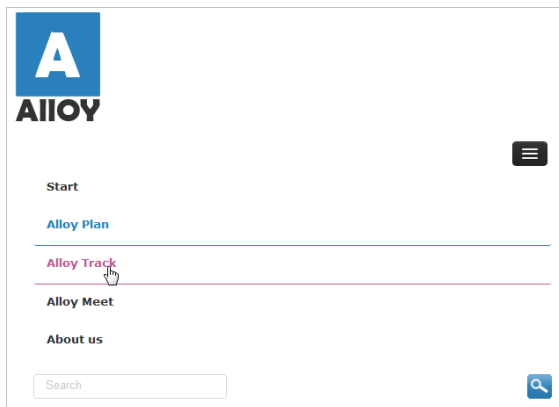 A
AllOY
Start
Alloy Plan
Alloy Track
Alloy Meet
About us
Search